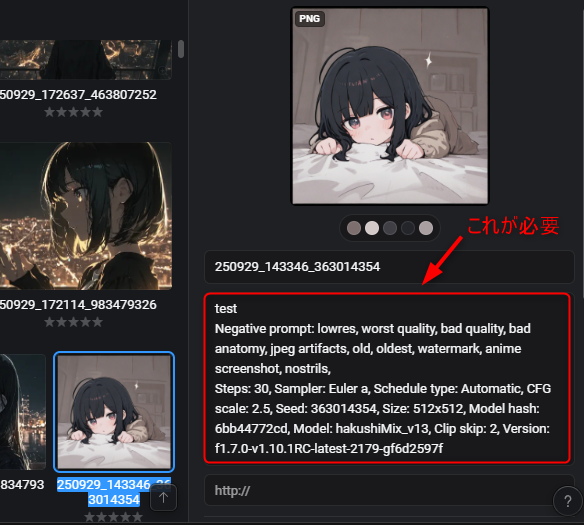 PNG
250929_172637_463807252
★★★★★
250929_172114_983479326
★★★★★
834793
250929_143346_363014354
★★★★★
これが必要
250929_143346_363014354
test
Negative prompt: lowres, worst quality, bad quality, bad
anatomy, jpeg artifacts, old, oldest, watermark, anime
screenshot, nostrils,
Steps: 30, Sampler: Euler a, Schedule type: Automatic, CFG
scale: 2.5, Seed: 363014354, Size: 512x512, Model hash:
6bb44772cd, Model: hakushiMix_v13, Clip skip: 2, Version:
f1.7.0-v1.10.1RC-latest-2179-gf6d2597f
http://
?